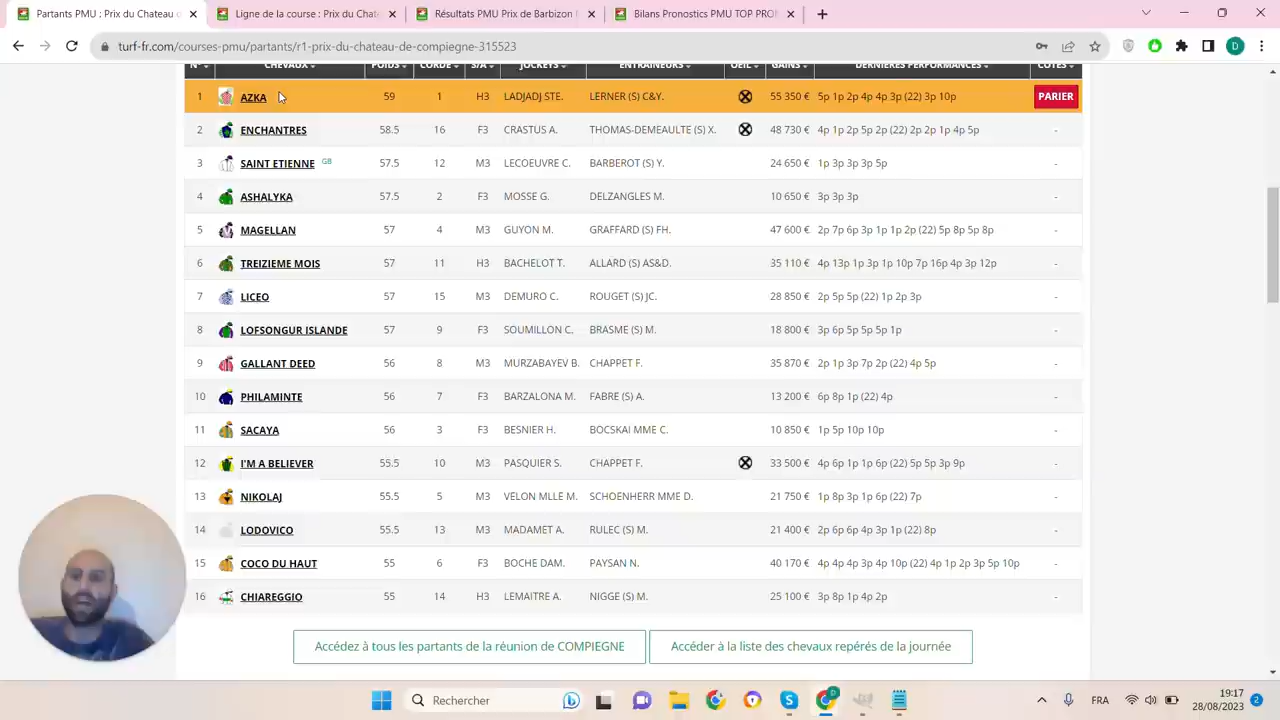 Partants PMU : Prix du Chateau d
Ligne de la course : Prix du Chat
Résultats PMU Prix de Barbizon
Bilans Pronostics PMU TOP PRO
turf-fr.com/courses-pmu/partants/r1-prix-du-chateau-de-compiegne-315523
N° CHEVAUX POIDS CORDE S/A JOCKEYS ENTRAÎNEURS OEIL GAINS DERNIÈRES PERFORMANCES COTES
1 AZKA 59 1 H3 LADJADJ STE. LERNER (S) C&Y. 55 350 € 5p 1p 2p 4p 4p 3p (22) 3p 10p PARIER
2 ENCHANTRES 58.5 16 F3 CRASTUS A. THOMAS-DEMEAULTE (S) X. 48 730 € 4p 1p 2p 5p 2p (22) 2p 2p 1p 4p 5p -
3 SAINT ETIENNE GB 57.5 12 M3 LECOEUVRE C. BARBEROT (S) Y. 24 650 € 1p 3p 3p 3p 5p -
4 ASHALYKA 57.5 2 F3 MOSSE G. DELZANGLES M. 10 650 € 3p 3p 3p -
5 MAGELLAN 57 4 M3 GUYON M. GRAFFARD (S) FH. 47 600 € 2p 7p 6p 3p 1p 1p 2p (22) 5p 8p 5p 8p -
6 TREIZIEME MOIS 57 11 H3 BACHELOT T. ALLARD (S) AS&D. 35 110 € 4p 13p 1p 3p 1p 10p 7p 16p 4p 3p 12p -
7 LICEO 57 15 M3 DEMURO C. ROUGET (S) JC. 28 850 € 2p 5p 5p (22) 1p 2p 3p -
8 LOFSONGUR ISLANDE 57 9 F3 SOUMILLON C. BRASME (S) M. 18 800 € 3p 6p 5p 5p 5p 1p -
9 GALLANT DEED 56 8 M3 MURZABAYEV B. CHAPPET F. 35 870 € 2p 1p 3p 7p 2p (22) 4p 5p -
10 PHILAMINTE 56 7 F3 BARZALONA M. FABRE (S) A. 13 200 € 6p 8p 1p (22) 4p -
11 SACAYA 56 3 F3 BESNIER H. BOCSKAI MME C. 10 850 € 1p 5p 10p 10p -
12 I'M A BELIEVER 55.5 10 M3 PASQUIER S. CHAPPET F. 33 500 € 4p 6p 1p 1p 6p (22) 5p 5p 3p 9p -
13 NIKOLAJ 55.5 5 M3 VELON MLLE M. SCHOENHERR MME D. 21 750 € 1p 8p 3p 1p 6p (22) 7p -
14 LODOVICO 55.5 13 M3 MADAMET A. RULEC (S) M. 21 400 € 2p 6p 6p 4p 3p 1p (22) 8p -
15 COCO DU HAUT 55 6 F3 BOCHE DAM. PAYSAN N. 40 170 € 4p 4p 4p 3p 4p 10p (22) 4p 1p 2p 3p 5p 10p -
16 CHIAREGGIO 55 14 H3 LEMAITRE A. NIGGE (S) M. 25 100 € 3p 8p 1p 4p 2p -
Accédez à tous les partants de la réunion de COMPIEGNE
Accéder à la liste des chevaux repérés de la journée
Rechercher
FRA
19:17
28/08/2023
2